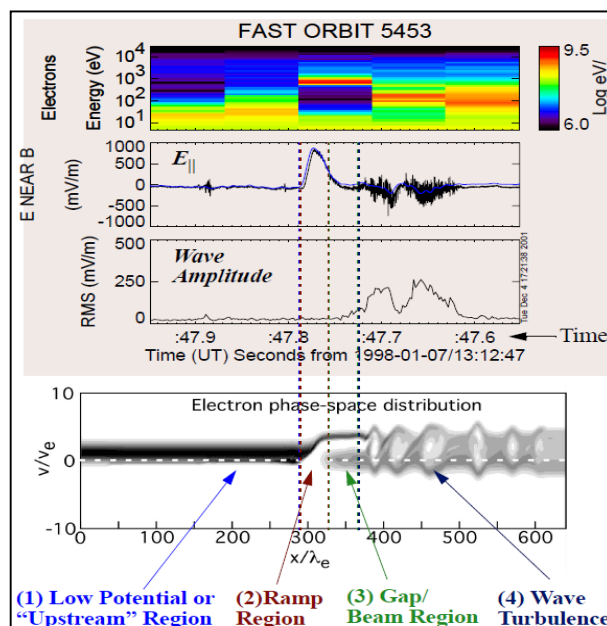 FAST ORBIT 5453
Electrons
Energy (eV)
10⁴
10³
10²
10¹
9.5
6.0
Log eV/
E NEAR B
(mV/m)
1000
500
0
-500
-1000
E||
RMS (mV/m)
500
250
0
Wave
Amplitude
Tue Dec 4 17:21:38 2001
:47.9 :47.8 :47.7 :47.6 Time
Time (UT) Seconds from 1998-01-07/13:12:47
Electron phase-space distribution
v/vₑ
10
0
-10
0 100 200 300 400 500 600
x/λₑ
(1) Low Potential or
“Upstream” Region
(2)Ramp
Region
(3) Gap/
Beam Region
(4) Wave
Turbulence